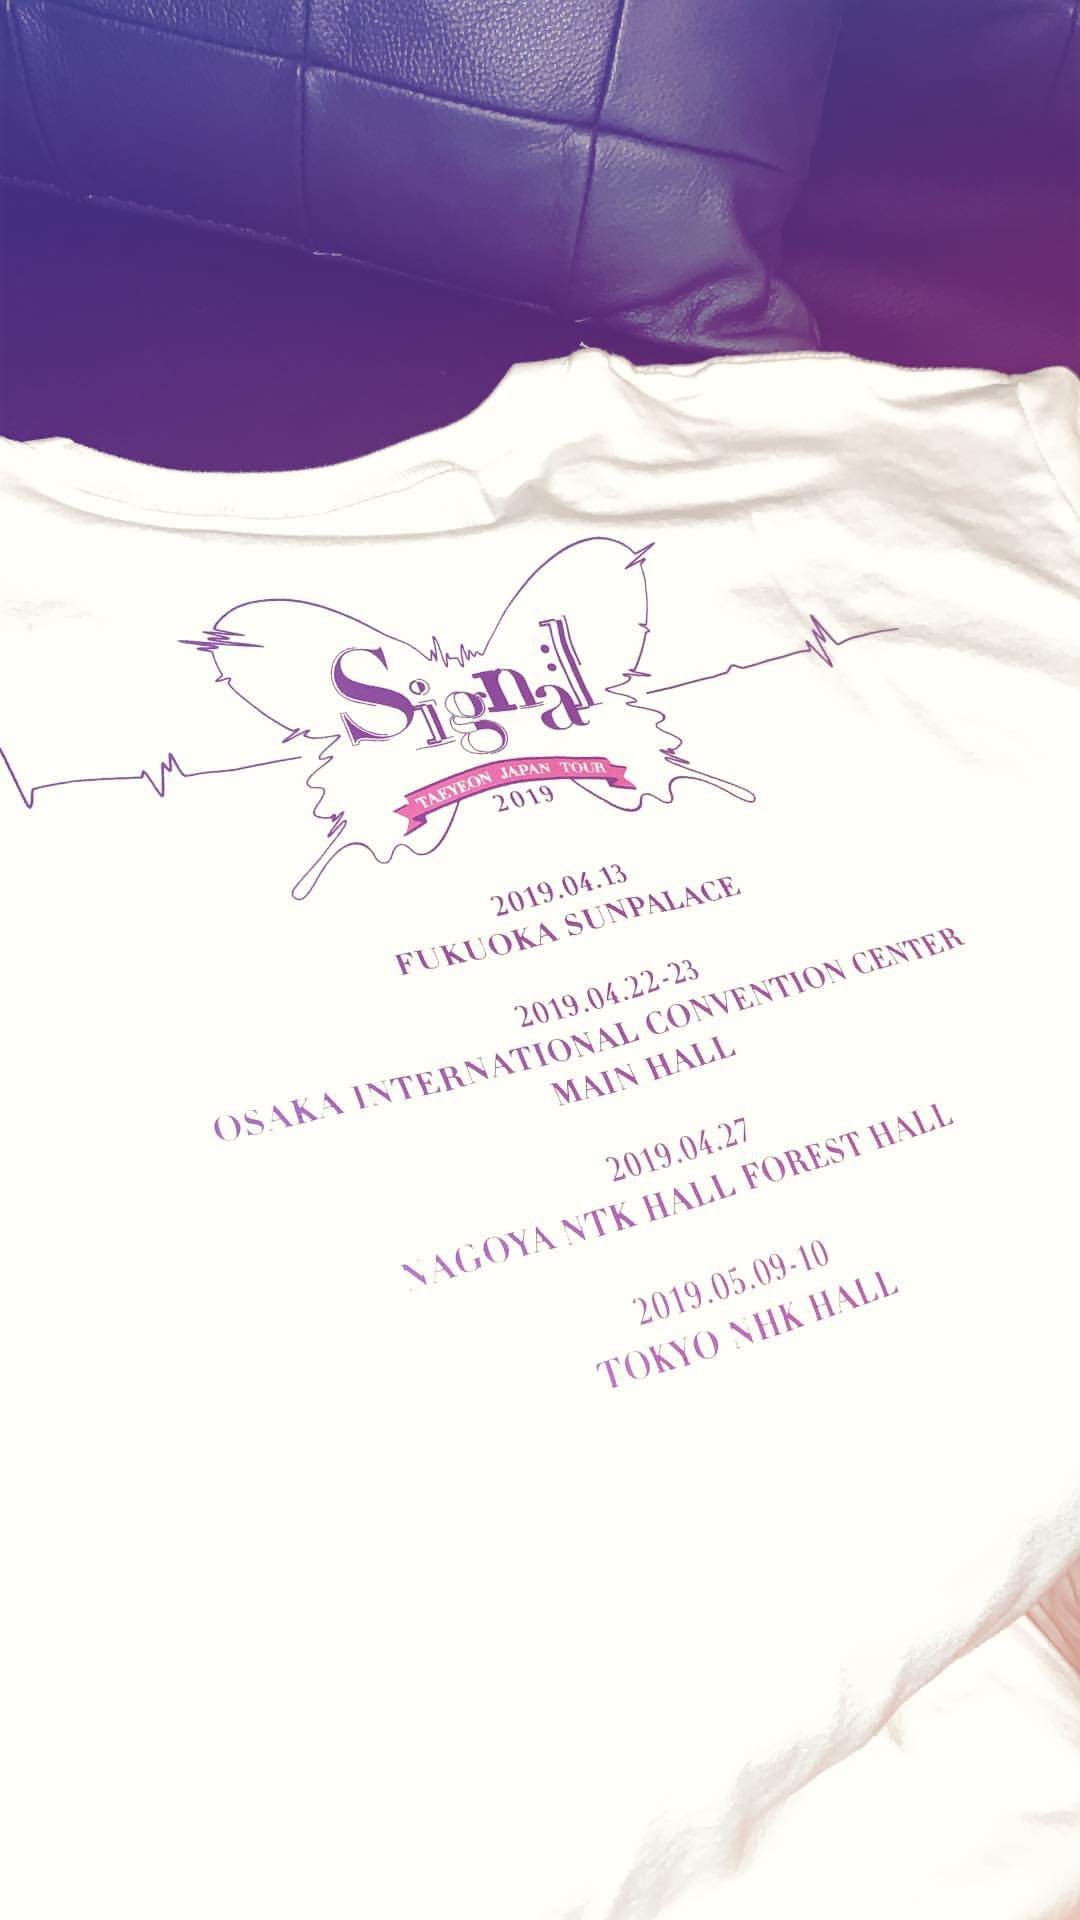 Signal
TAEYEON JAPAN TOUR
2019
2019.04.13
FUKUOKA SUNPALACE
2019.04.22-23
OSAKA INTERNATIONAL CONVENTION CENTER
MAIN HALL
2019.04.27
NAGOYA NTK HALL FOREST HALL
2019.05.09-10
TOKYO NHK HALL